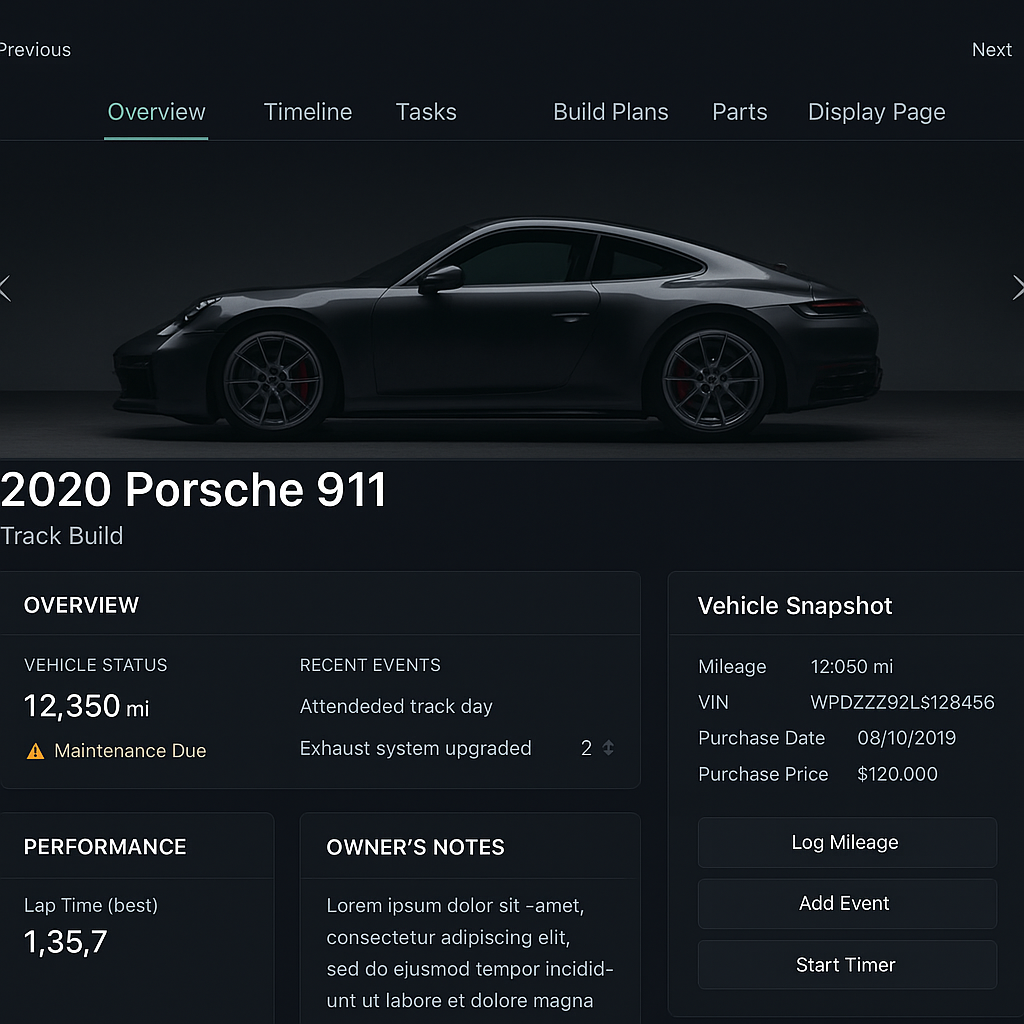 Previous
Next
Overview
Timeline
Tasks
Build Plans
Parts
Display Page
2020 Porsche 911
Track Build
OVERVIEW
VEHICLE STATUS
12,350 mi
Maintenance Due
RECENT EVENTS
Attendeded track day
Exhaust system upgraded 2
Vehicle Snapshot
Mileage 12:050 mi
VIN WPDZZZ92L$128456
Purchase Date 08/10/2019
Purchase Price $120.000
Log Mileage
Add Event
Start Timer
PERFORMANCE
Lap Time (best)
1,35,7
OWNER'S NOTES
Lorem ipsum dolor sit -amet,
consectetur adipiscing elit,
sed do ejusmod tempor incidid-
unt ut labore et dolore magna